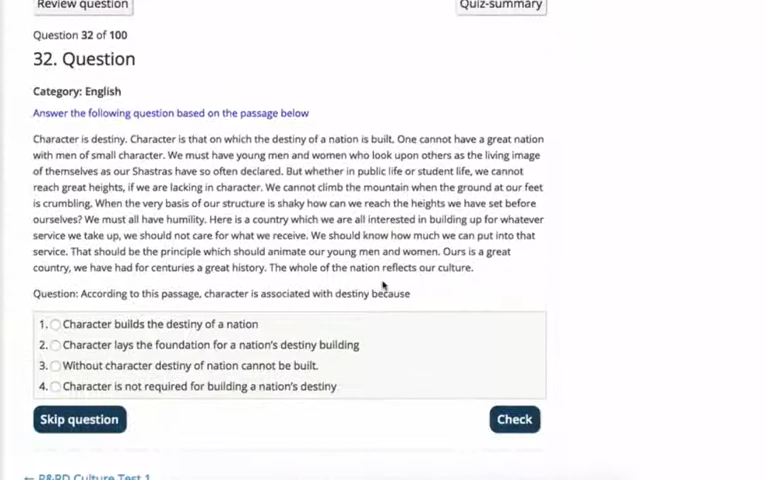 Review question
Quiz-summary
Question 32 of 100
32. Question
Category: English
Answer the following question based on the passage below
Character is destiny. Character is that on which the destiny of a nation is built. One cannot have a great nation
with men of small character. We must have young men and women who look upon others as the living image
of themselves as our Shastras have so often declared. But whether in public life or student life, we cannot
reach great heights, if we are lacking in character. We cannot climb the mountain when the ground at our feet
is crumbling. When the very basis of our structure is shaky how can we reach the heights we have set before
ourselves? We must all have humility. Here is a country which we are all interested in building up for whatever
service we take up, we should not care for what we receive. We should know how much we can put into that
service. That should be the principle which should animate our young men and women. Ours is a great
country, we have had for centuries a great history. The whole of the nation reflects our culture.
Question: According to this passage, character is associated with destiny because
1. Character builds the destiny of a nation
2. Character lays the foundation for a nation's destiny building
3. Without character destiny of nation cannot be built.
4. Character is not required for building a nation's destiny
Skip question
Check
← R&RD Culture Test 1